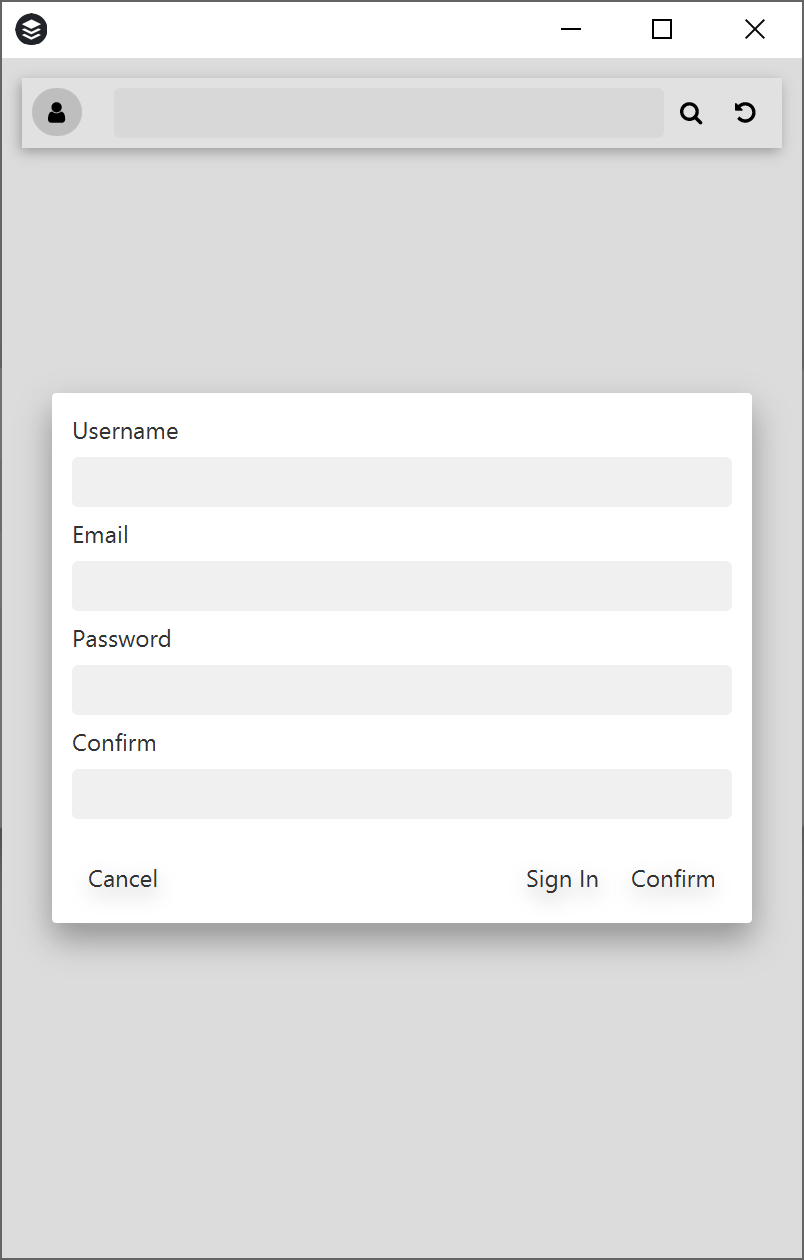 Username
Email
Password
Confirm
Cancel Sign In Confirm